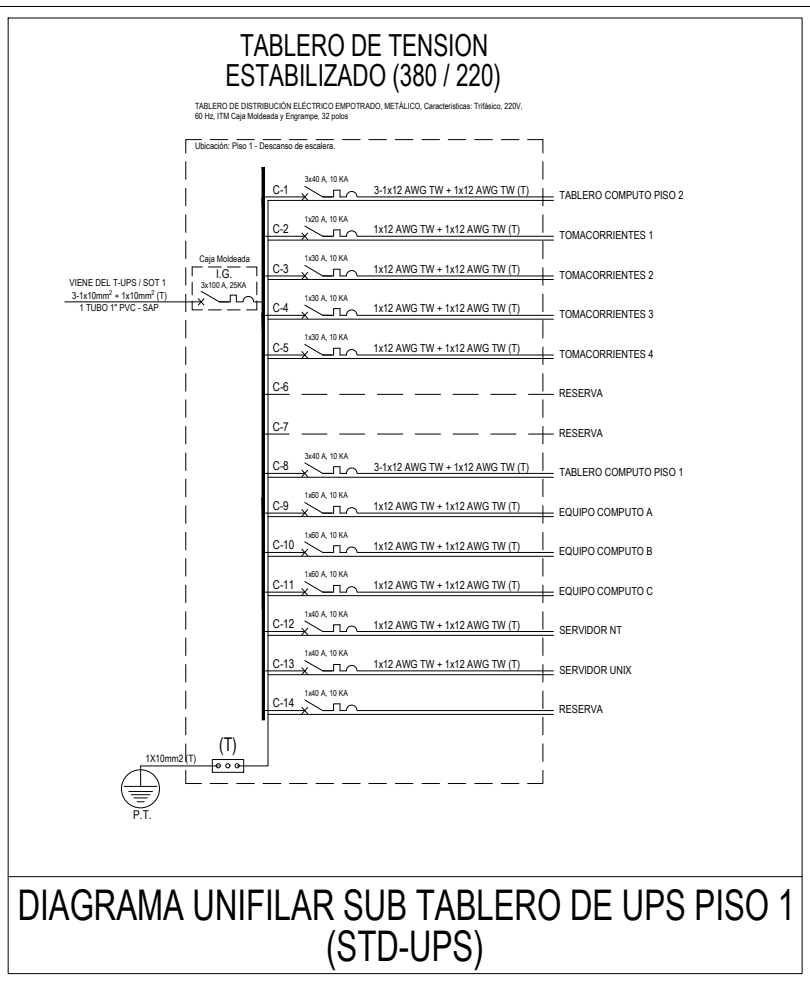 TABLERO DE TENSION
ESTABILIZADO (380 / 220)
TABLERO DE DISTRIBUCIÓN ELÉCTRICO EMPOTRADO, METÁLICO, Caracteristicas: Trifásico, 220V,
60 Hz, ITM Caja Moldeada y Engrampe, 32 polos
Ubicación: Piso 1 - Descanso de escalera.
VIENE DEL T-UPS / SOT 1
3-1x10mm² + 1x10mm² (T)
1 TUBO 1" PVC - SAP
Caja Moldeada
I.G.
3x100 A, 25KA
C-1 3x40 A, 10 KA 3-1x12 AWG TW + 1x12 AWG TW (T) TABLERO COMPUTO PISO 2
C-2 1x20 A, 10 KA 1x12 AWG TW + 1x12 AWG TW (T) TOMACORRIENTES 1
C-3 1x30 A, 10 KA 1x12 AWG TW + 1x12 AWG TW (T) TOMACORRIENTES 2
C-4 1x30 A, 10 KA 1x12 AWG TW + 1x12 AWG TW (T) TOMACORRIENTES 3
C-5 1x30 A, 10 KA 1x12 AWG TW + 1x12 AWG TW (T) TOMACORRIENTES 4
C-6 RESERVA
C-7 RESERVA
C-8 3x40 A, 10 KA 3-1x12 AWG TW + 1x12 AWG TW (T) TABLERO COMPUTO PISO 1
C-9 1x60 A, 10 KA 1x12 AWG TW + 1x12 AWG TW (T) EQUIPO COMPUTO A
C-10 1x60 A, 10 KA 1x12 AWG TW + 1x12 AWG TW (T) EQUIPO COMPUTO B
C-11 1x60 A, 10 KA 1x12 AWG TW + 1x12 AWG TW (T) EQUIPO COMPUTO C
C-12 1x40 A, 10 KA 1x12 AWG TW + 1x12 AWG TW (T) SERVIDOR NT
C-13 1x40 A, 10 KA 1x12 AWG TW + 1x12 AWG TW (T) SERVIDOR UNIX
C-14 1x40 A, 10 KA RESERVA
(T)
1X10mm2 (T)
P.T.
DIAGRAMA UNIFILAR SUB TABLERO DE UPS PISO 1
(STD-UPS)